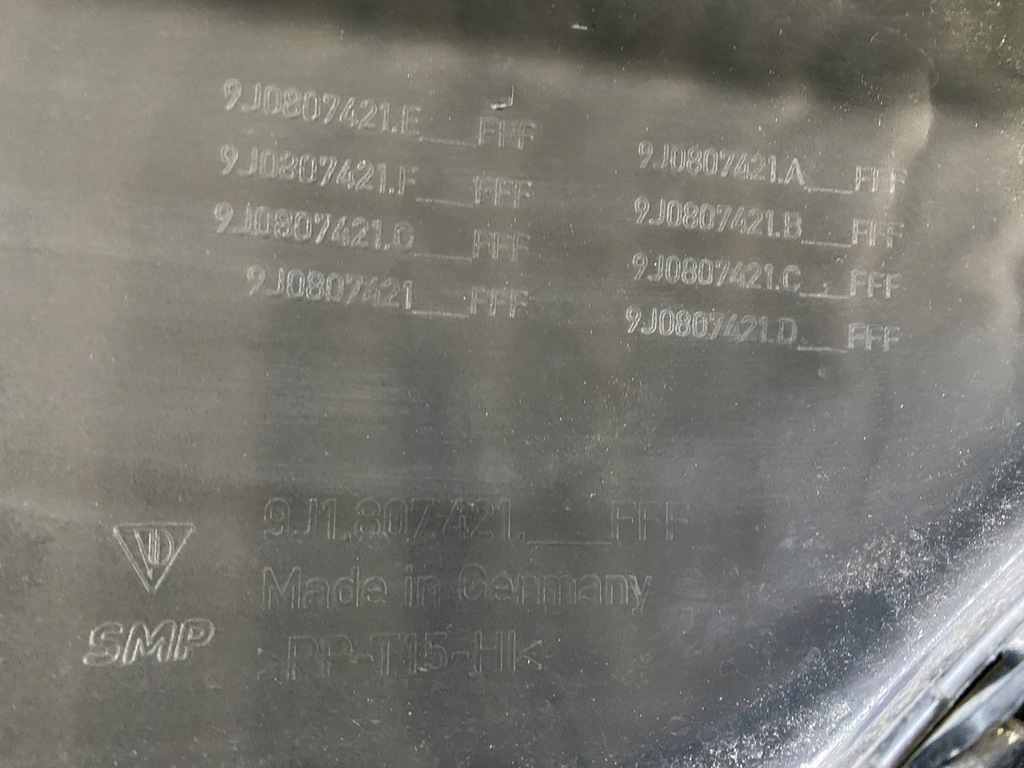 9J0807421.E___FFF
9J0807421.F___FFF
9J0807421.G___FFF
9J0807421___FFF
9J0807421.A___FFF
9J0807421.B___FFF
9J0807421.C___FFF
9J0807421.D___FFF
9J1.807.421.___FFF
Made in Germany
SMP
>PP-T15-HI<